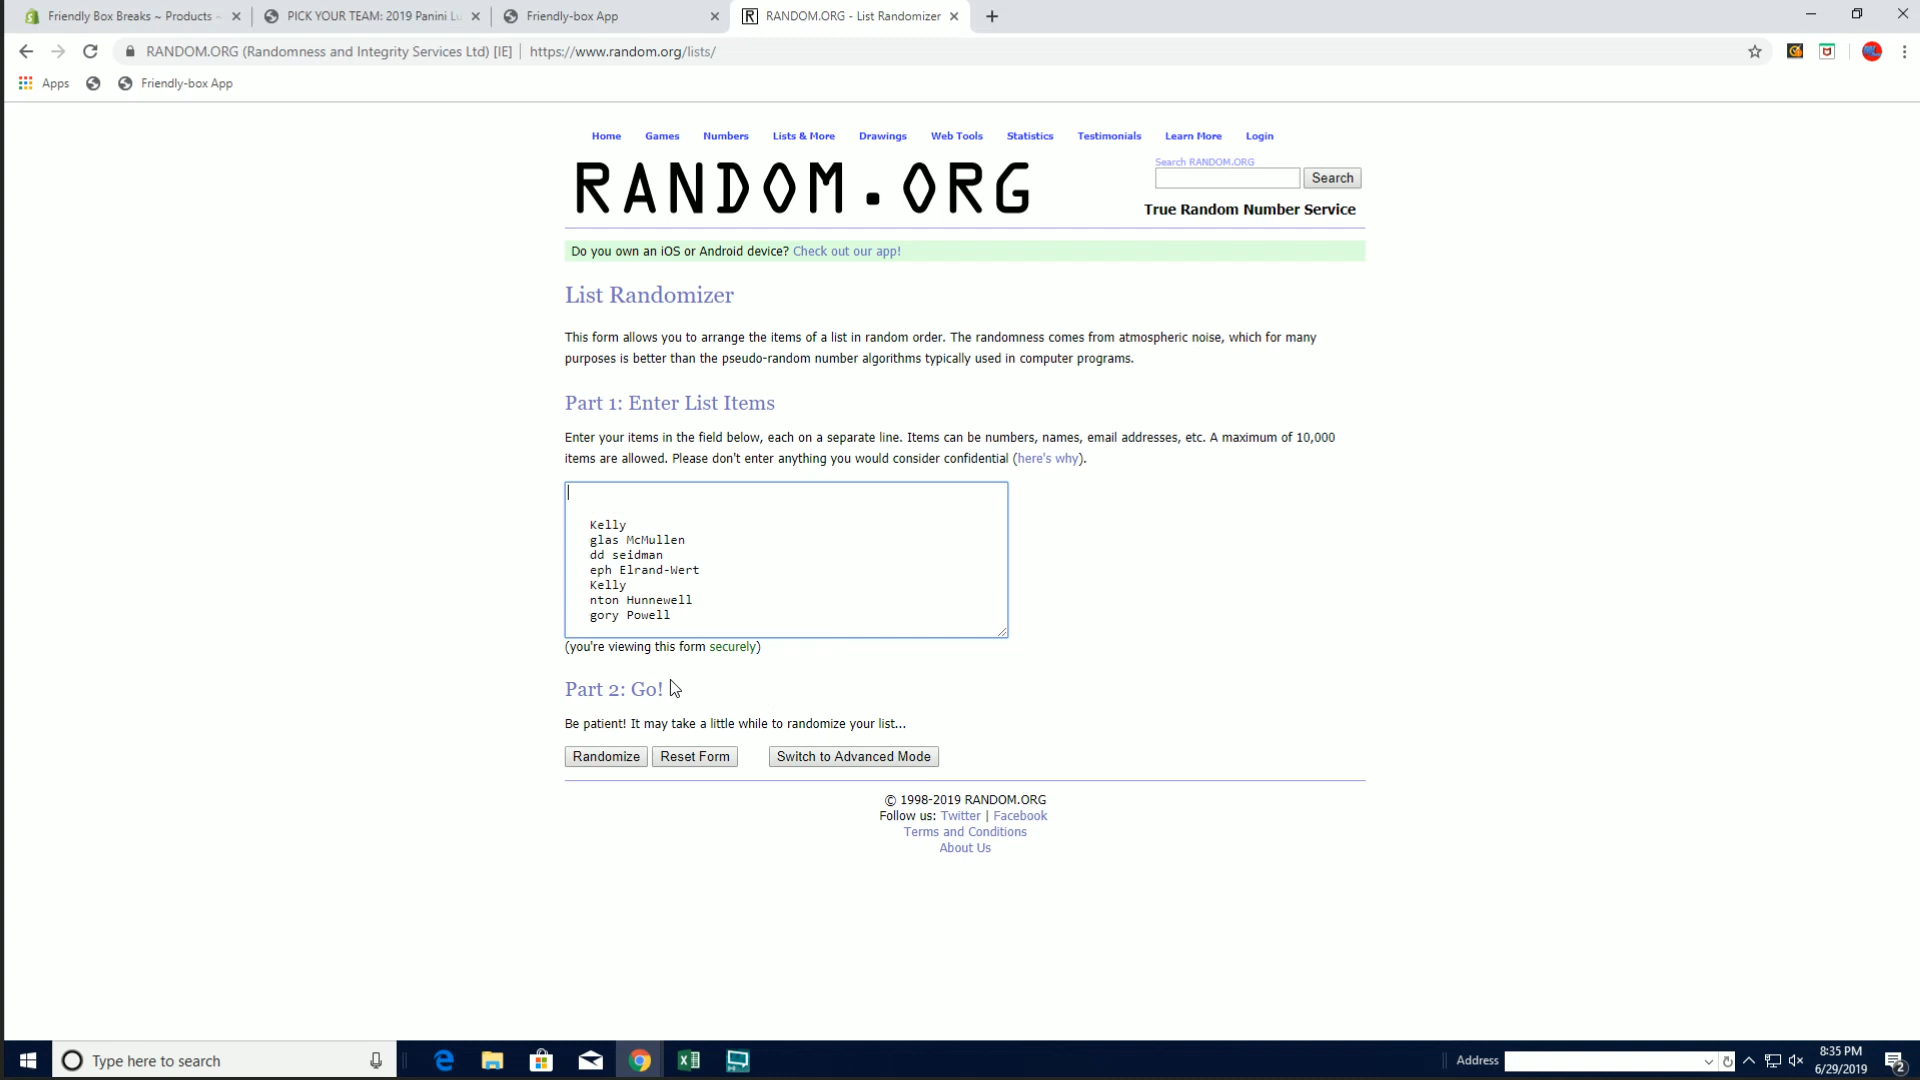 Friendly Box Breaks ~ Products -
PICK YOUR TEAM: 2019 Panini Lu
Friendly-box App
RANDOM.ORG - List Randomizer
RANDOM.ORG (Randomness and Integrity Services Ltd) [IE] | https://www.random.org/lists/
Apps
Friendly-box App
Home Games Numbers Lists & More Drawings Web Tools Statistics Testimonials Learn More Login
RANDOM.ORG
Search RANDOM.ORG
Search
True Random Number Service
Do you own an iOS or Android device? Check out our app!
List Randomizer
This form allows you to arrange the items of a list in random order. The randomness comes from atmospheric noise, which for many
purposes is better than the pseudo-random number algorithms typically used in computer programs.
Part 1: Enter List Items
Enter your items in the field below, each on a separate line. Items can be numbers, names, email addresses, etc. A maximum of 10,000
items are allowed. Please don't enter anything you would consider confidential (here's why).
Kelly
glas McMullen
dd seidman
eph Elrand-Wert
Kelly
nton Hunnewell
gory Powell
(you're viewing this form securely)
Part 2: Go!
Be patient! It may take a little while to randomize your list...
Randomize Reset Form Switch to Advanced Mode
© 1998-2019 RANDOM.ORG
Follow us: Twitter | Facebook
Terms and Conditions
About Us
Type here to search
Address
8:35 PM
6/29/2019
2